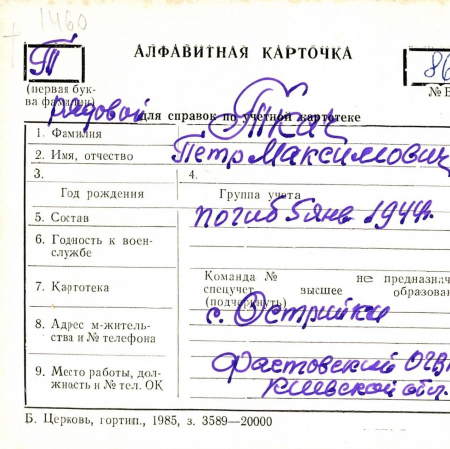 1460
АЛФАВИТНАЯ КАРТОЧКА
Т
86
(первая бук-
ва фамилии)
№ В
рядовой
для справок по учетной картотеке
1. Фамилия
Ткач
2. Имя, отчество
Петр Максимович
3.
4.
Год рождения
Группа учета
5. Состав
погиб 5 янв 1944г.
6. Годность к воен-
службе
7. Картотека
Команда № не предназнач
спецучет, высшее образован
(подчеркнуть)
8. Адрес м-житель-
ства и № телефона
с. Острийки
9. Место работы, дол-
жность и № тел. ОК
Фастовский ОГВК
Киевской обл.
Б. Церковь, гортип., 1985, з. 3589—20000